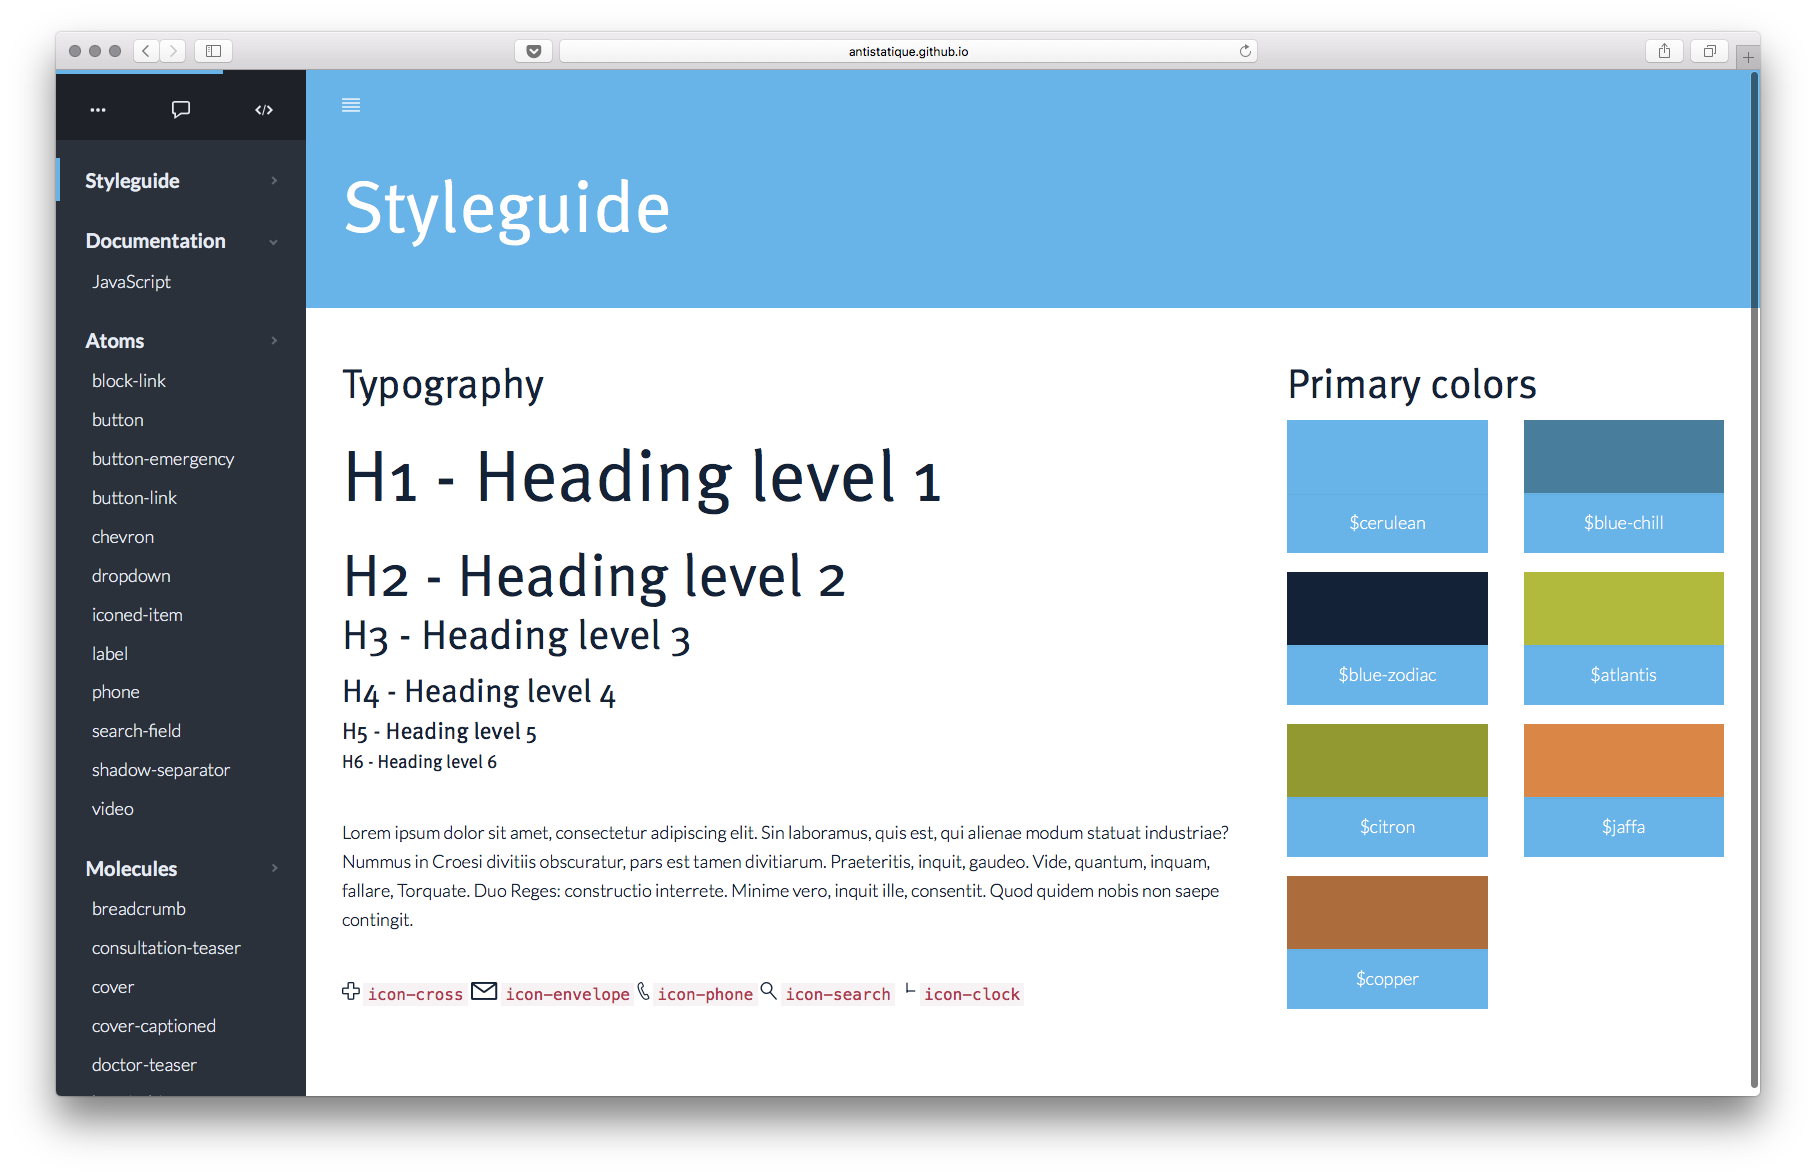 antistatique.github.io
Styleguide
Documentation
JavaScript
Atoms
block-link
button
button-emergency
button-link
chevron
dropdown
iconed-item
label
phone
search-field
shadow-separator
video
Molecules
breadcrumb
consultation-teaser
cover
cover-captioned
doctor-teaser
Styleguide
Typography
H1 - Heading level 1
H2 - Heading level 2
H3 - Heading level 3
H4 - Heading level 4
H5 - Heading level 5
H6 - Heading level 6
Lorem ipsum dolor sit amet, consectetur adipiscing elit. Sin laboramus, quis est, qui alienae modum statuat industriae?
Nummus in Croesi divitiis obscuratur, pars est tamen divitiarum. Praeteritis, inquit, gaudeo. Vide, quantum, inquam,
fallare, Torquate. Duo Reges: constructio interrete. Minime vero, inquit ille, consentit. Quod quidem nobis non saepe
contingit.
icon-cross icon-envelope icon-phone icon-search icon-clock
Primary colors
$cerulean
$blue-chill
$blue-zodiac
$atlantis
$citron
$jaffa
$copper